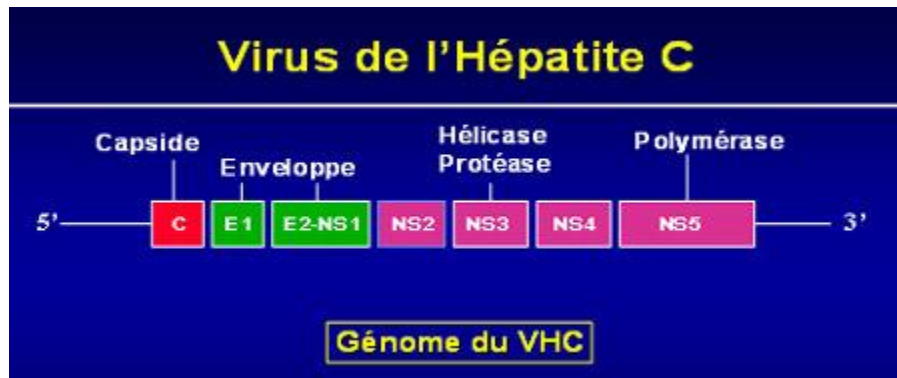 Virus de l'Hépatite C
Capside
Enveloppe
Hélicase
Protéase
Polymérase
5' C E1 E2-NS1 NS2 NS3 NS4 NS5 3'
Génome du VHC